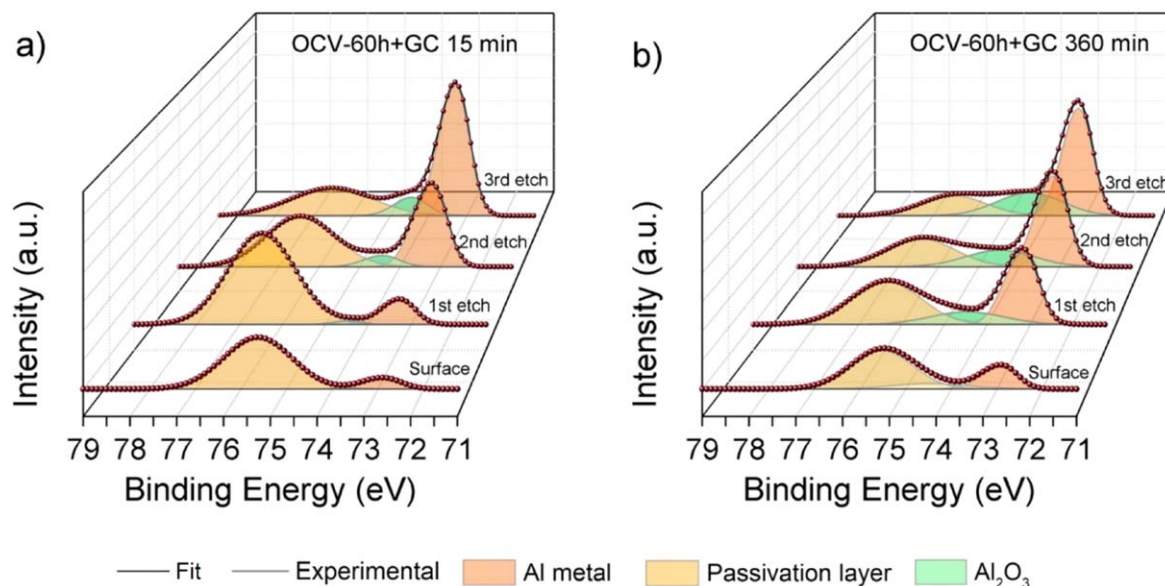 a)
OCV-60h+GC 15 min
3rd etch
2nd etch
1st etch
Surface
Intensity (a.u.)
79 78 77 76 75 74 73 72 71
Binding Energy (eV)
b)
OCV-60h+GC 360 min
3rd etch
2nd etch
1st etch
Surface
Intensity (a.u.)
79 78 77 76 75 74 73 72 71
Binding Energy (eV)
Fit Experimental Al metal Passivation layer Al₂O₃